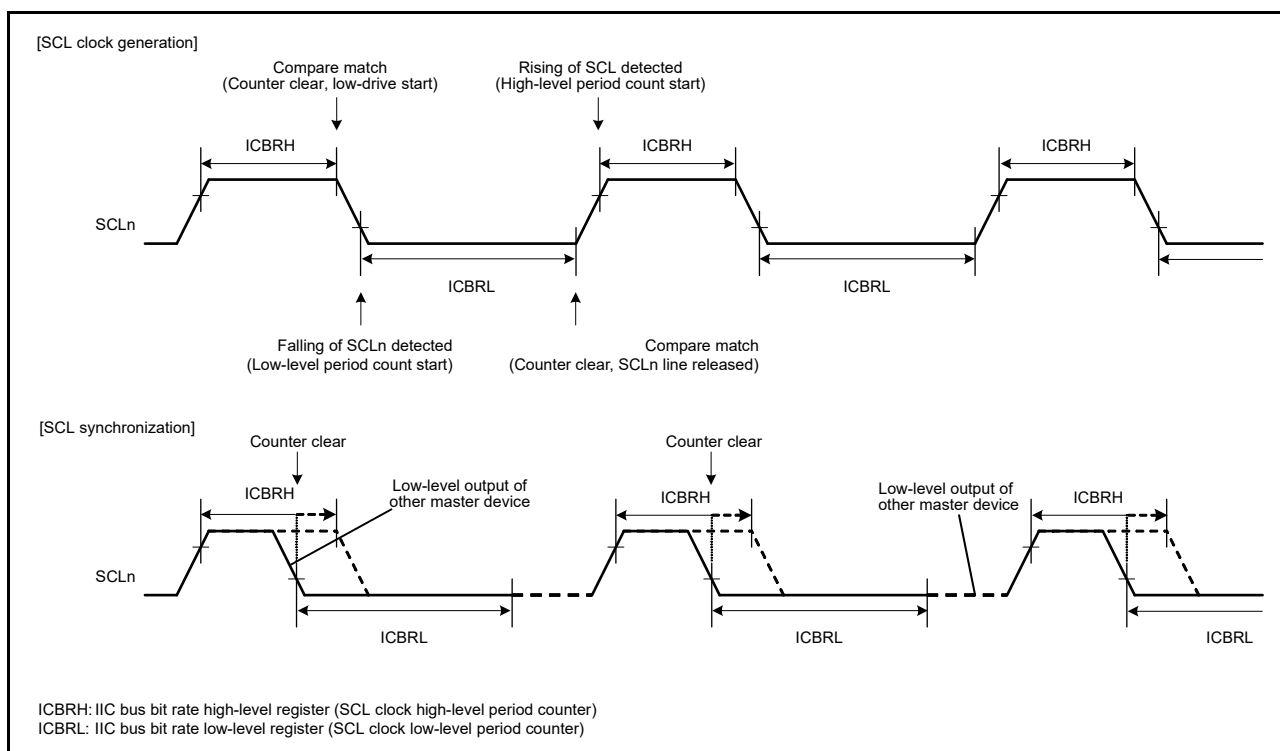 [SCL clock generation]
Compare match
(Counter clear, low-drive start)
Rising of SCL detected
(High-level period count start)
ICBRH
ICBRH
ICBRH
SCLn
ICBRL
ICBRL
Falling of SCLn detected
(Low-level period count start)
Compare match
(Counter clear, SCLn line released)
[SCL synchronization]
Counter clear
Counter clear
ICBRH
Low-level output of
other master device
ICBRH
Low-level output of
other master device
ICBRH
SCLn
ICBRL
ICBRL
ICBRL
ICBRH: IIC bus bit rate high-level register (SCL clock high-level period counter)
ICBRL: IIC bus bit rate low-level register (SCL clock low-level period counter)